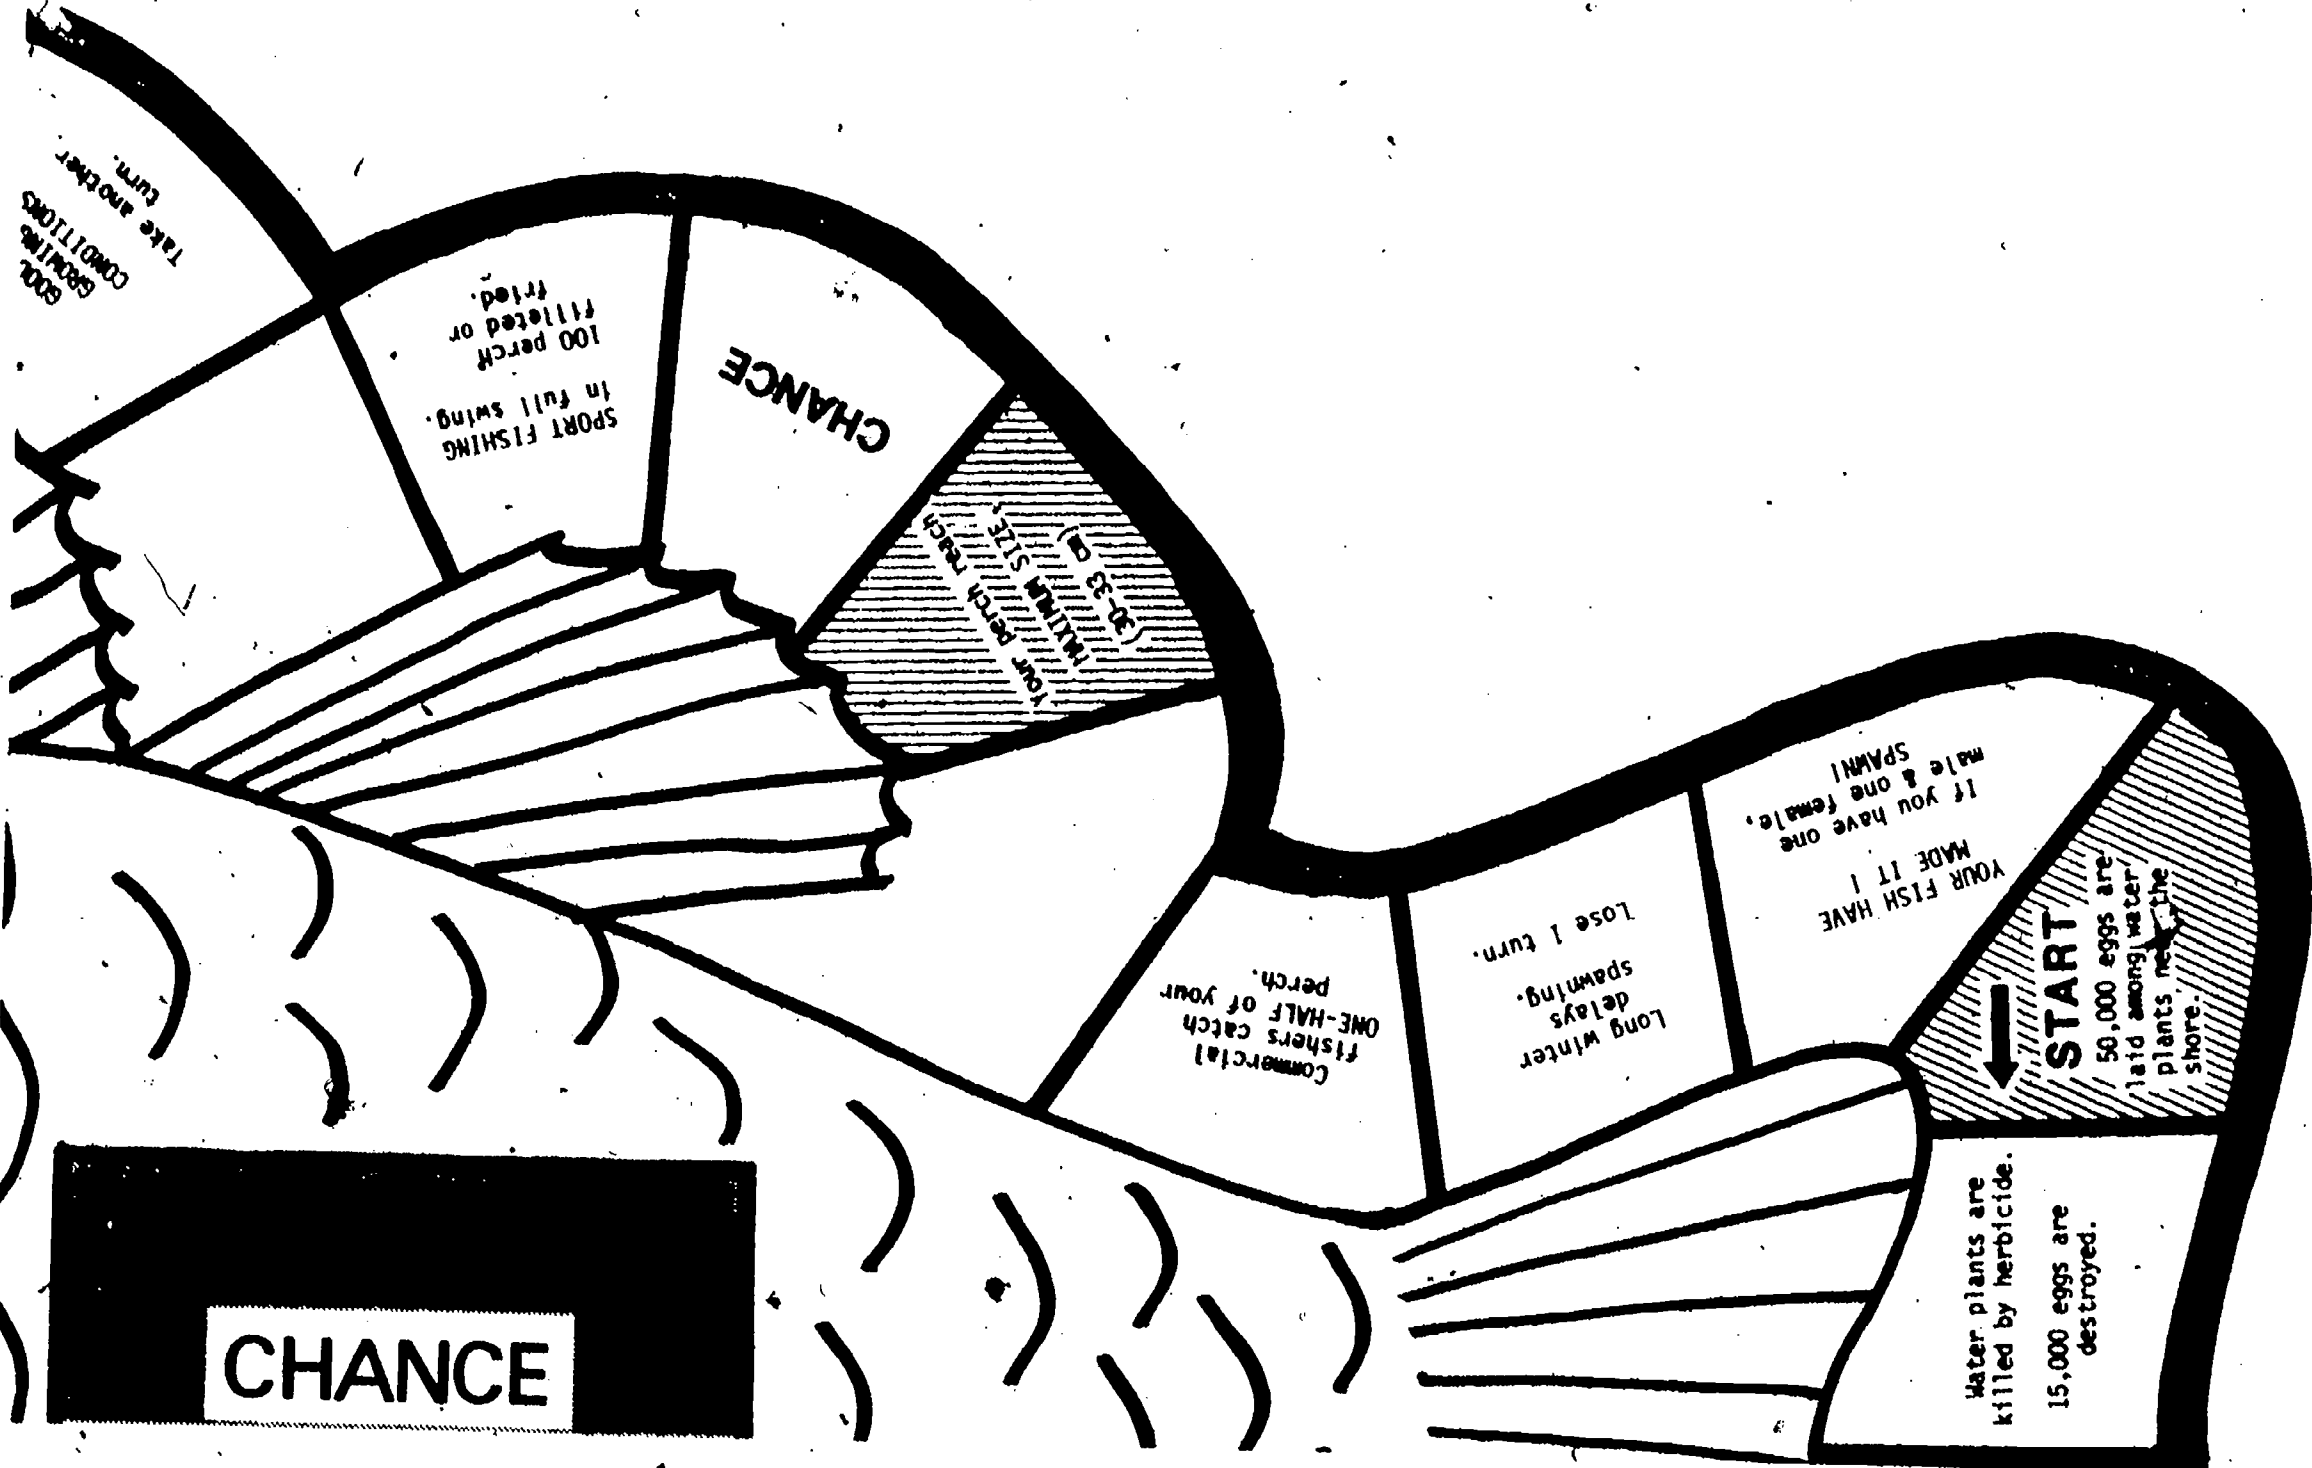 GOOD
GROWING
CONDITIONS
Take another
turn.
SPORT FISHING
in full swing.
100 perch
filleted or
fried.
CHANCE
Your perch reach
MAXIMUM SIZE
(30-33 cm)
Commercial
fishers catch
ONE-HALF of your
perch.
Long winter
delays
spawning.
Lose 1 turn.
YOUR FISH HAVE
MADE IT !
If you have one
male & one female,
SPAWN!
START
50,000 eggs are
laid among water
plants near the
shore.
Water plants are
killed by herbicide.
15,000 eggs are
destroyed.
CHANCE